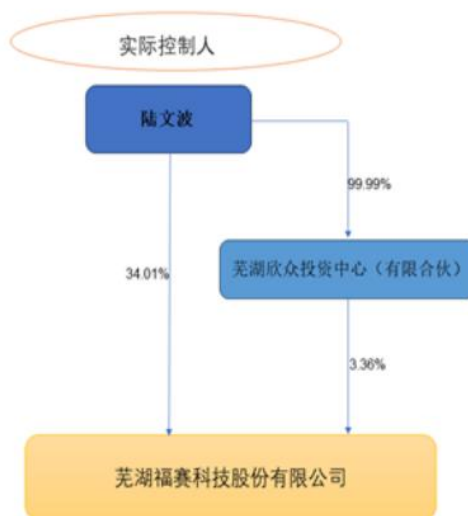 实际控制人
陆文波
99.99%
芜湖欣众投资中心（有限合伙）
34.01%
3.36%
芜湖福赛科技股份有限公司